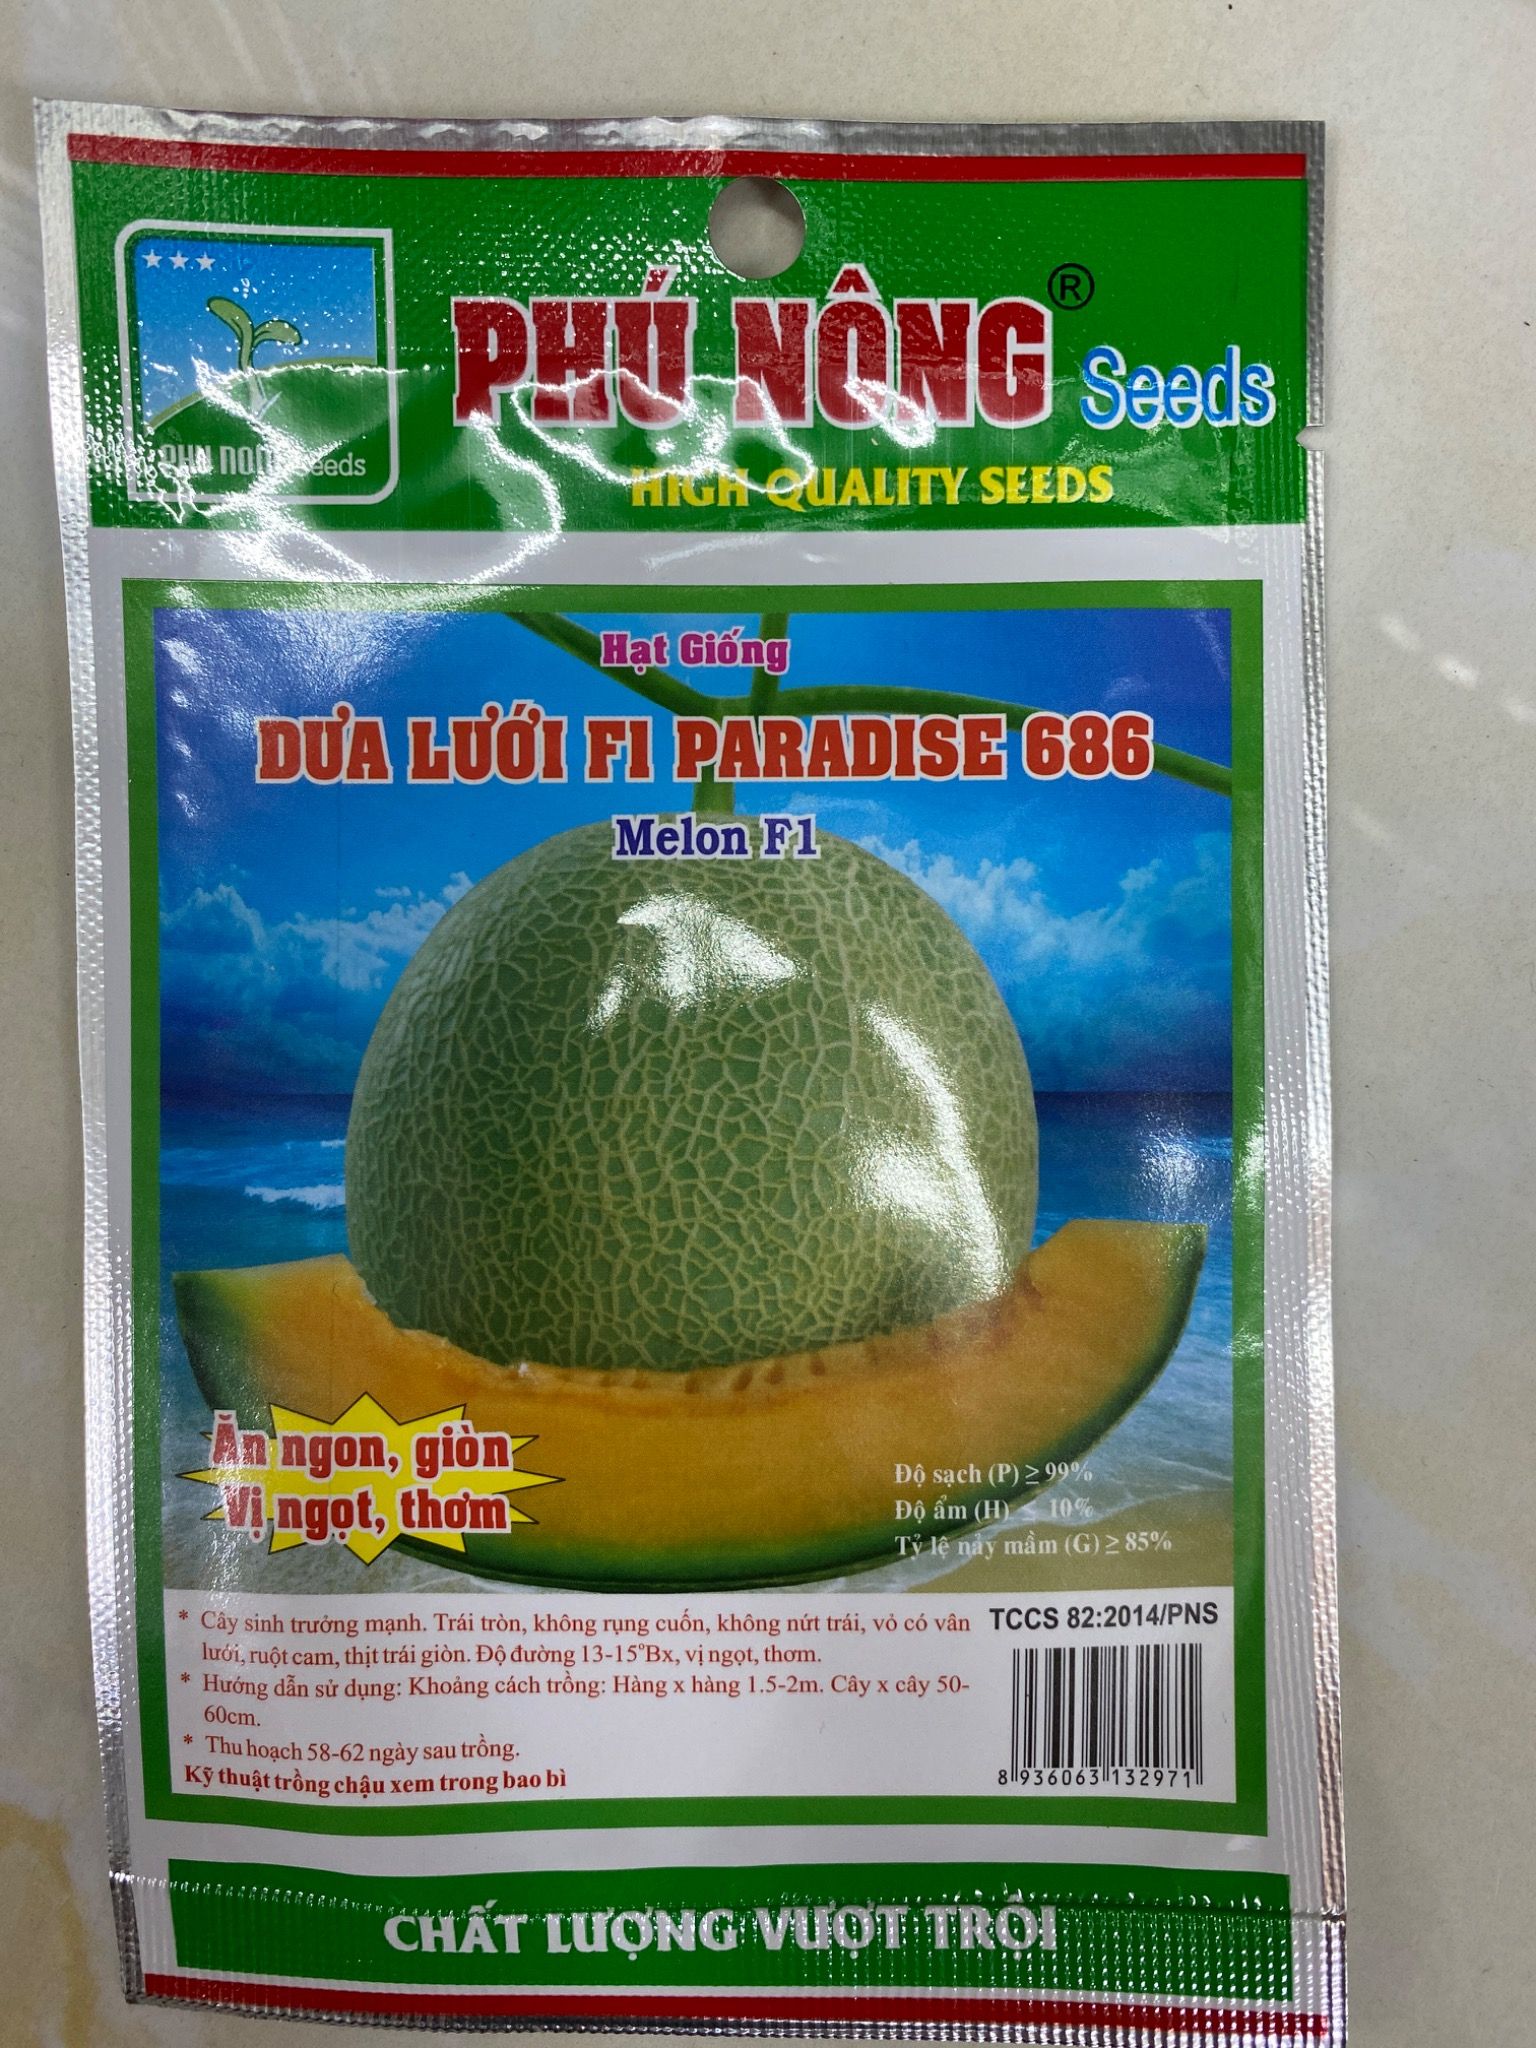 PHÚ NÔNG® Seeds
PHU NONG Seeds
HIGH QUALITY SEEDS
Hạt Giống
DƯA LƯỚI F1 PARADISE 686
Melon F1
Ăn ngon, giòn
Vị ngọt, thơm
Độ sạch (P) ≥ 99%
Độ ẩm (H) ≤ 10%
Tỷ lệ nảy mầm (G) ≥ 85%
* Cây sinh trưởng mạnh. Trái tròn, không rụng cuốn, không nứt trái, vỏ có vân
lưới, ruột cam, thịt trái giòn. Độ đường 13-15°Bx, vị ngọt, thơm.
* Hướng dẫn sử dụng: Khoảng cách trồng: Hàng x hàng 1.5-2m. Cây x cây 50-
60cm.
* Thu hoạch 58-62 ngày sau trồng.
Kỹ thuật trồng chậu xem trong bao bì
TCCS 82:2014/PNS
8 936063 132971
CHẤT LƯỢNG VƯỢT TRỘI